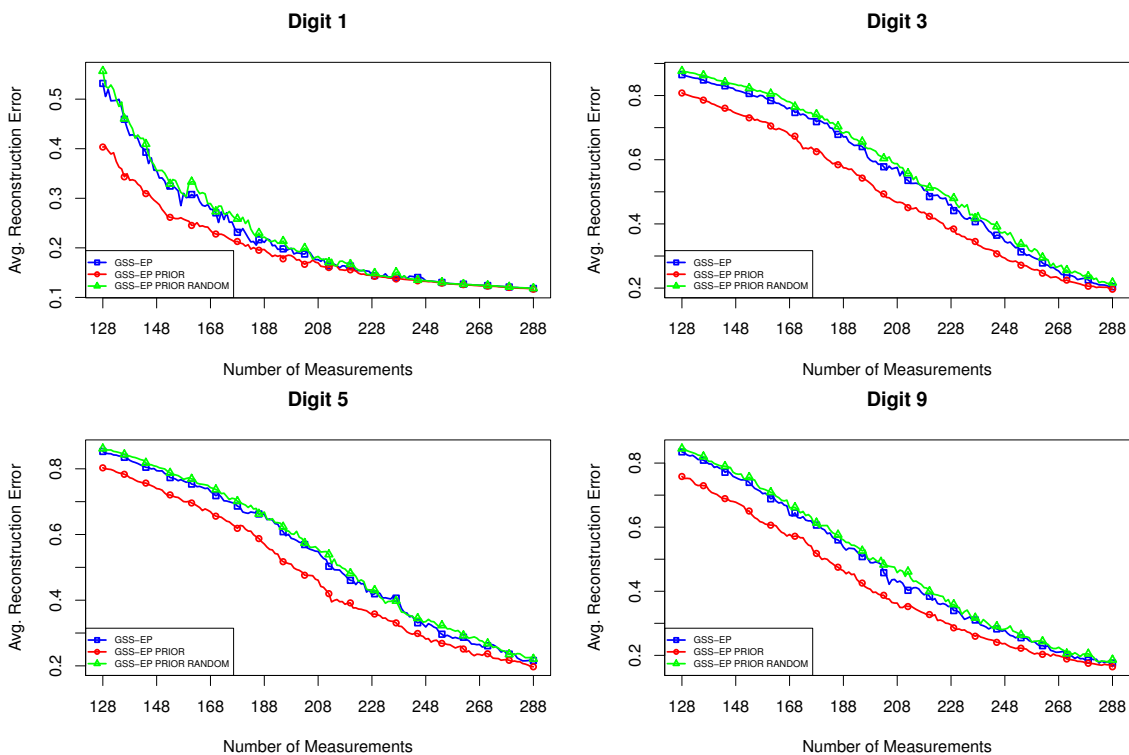 Digit 1
Avg. Reconstruction Error
0.5
0.4
0.3
0.2
0.1
GSS−EP
GSS−EP PRIOR
GSS−EP PRIOR RANDOM
128 148 168 188 208 228 248 268 288
Number of Measurements
Digit 3
Avg. Reconstruction Error
0.8
0.6
0.4
0.2
GSS−EP
GSS−EP PRIOR
GSS−EP PRIOR RANDOM
128 148 168 188 208 228 248 268 288
Number of Measurements
Digit 5
Avg. Reconstruction Error
0.8
0.6
0.4
0.2
GSS−EP
GSS−EP PRIOR
GSS−EP PRIOR RANDOM
128 148 168 188 208 228 248 268 288
Number of Measurements
Digit 9
Avg. Reconstruction Error
0.8
0.6
0.4
0.2
GSS−EP
GSS−EP PRIOR
GSS−EP PRIOR RANDOM
128 148 168 188 208 228 248 268 288
Number of Measurements